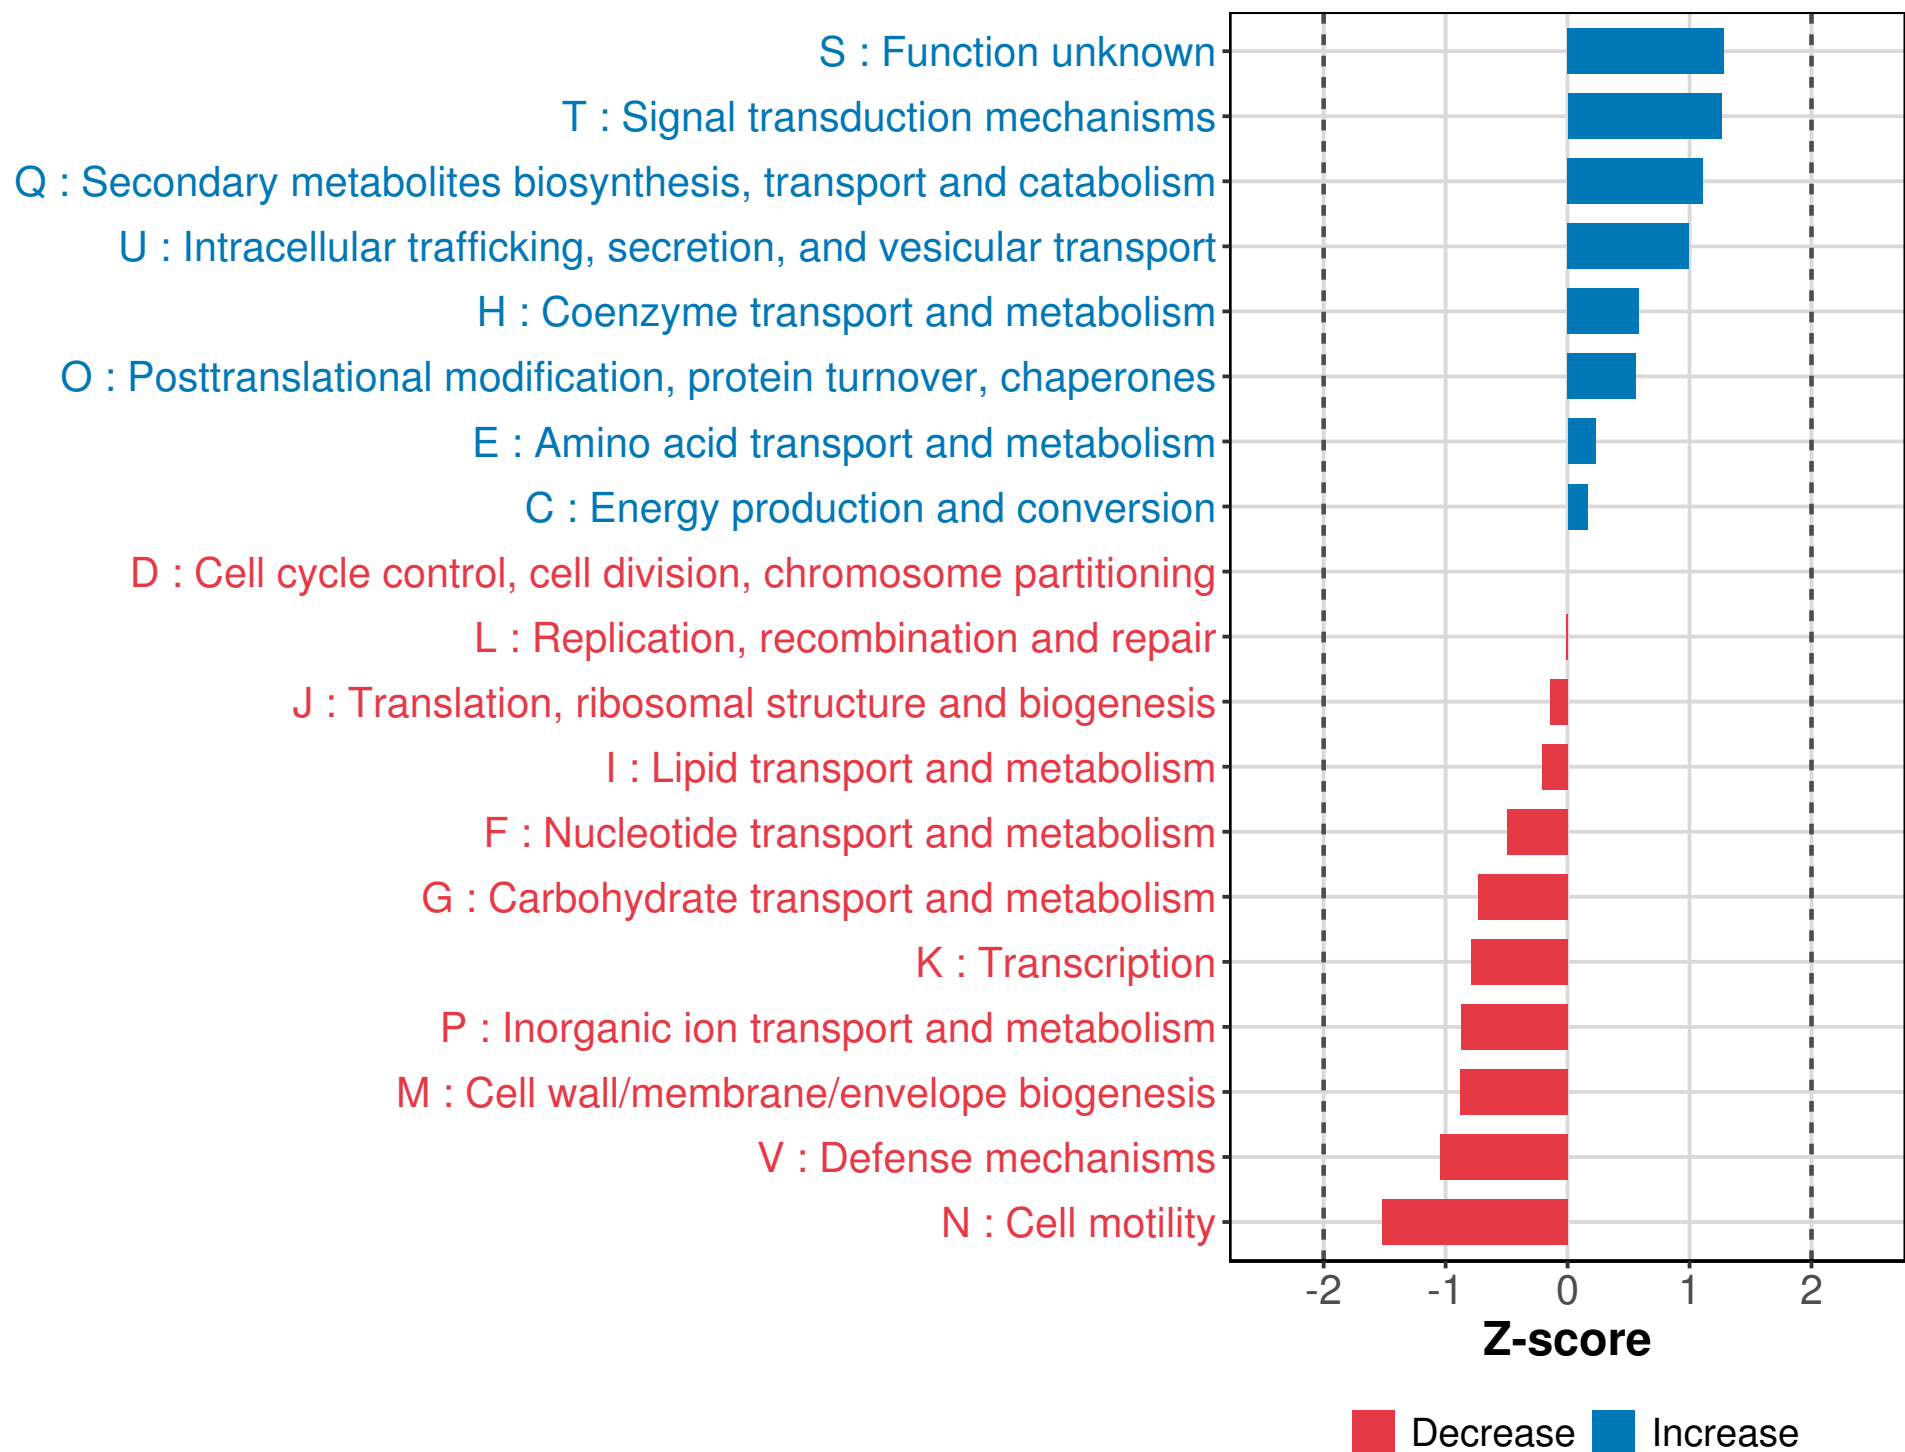 S : Function unknown
T : Signal transduction mechanisms
Q : Secondary metabolites biosynthesis, transport and catabolism
U : Intracellular trafficking, secretion, and vesicular transport
H : Coenzyme transport and metabolism
O : Posttranslational modification, protein turnover, chaperones
E : Amino acid transport and metabolism
C : Energy production and conversion
D : Cell cycle control, cell division, chromosome partitioning
L : Replication, recombination and repair
J : Translation, ribosomal structure and biogenesis
I : Lipid transport and metabolism
F : Nucleotide transport and metabolism
G : Carbohydrate transport and metabolism
K : Transcription
P : Inorganic ion transport and metabolism
M : Cell wall/membrane/envelope biogenesis
V : Defense mechanisms
N : Cell motility
-2 -1 0 1 2
Z-score
Decrease Increase